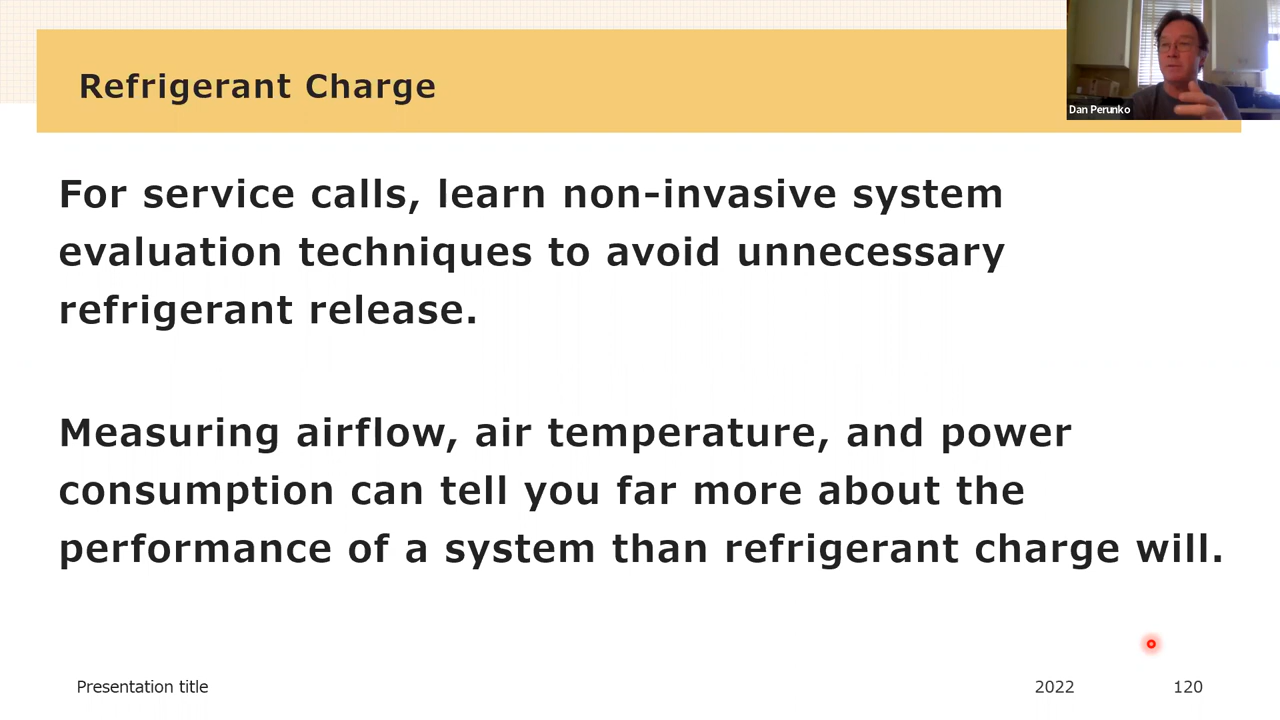 Refrigerant Charge
Dan Perunko
For service calls, learn non-invasive system
evaluation techniques to avoid unnecessary
refrigerant release.
Measuring airflow, air temperature, and power
consumption can tell you far more about the
performance of a system than refrigerant charge will.
Presentation title
2022
120